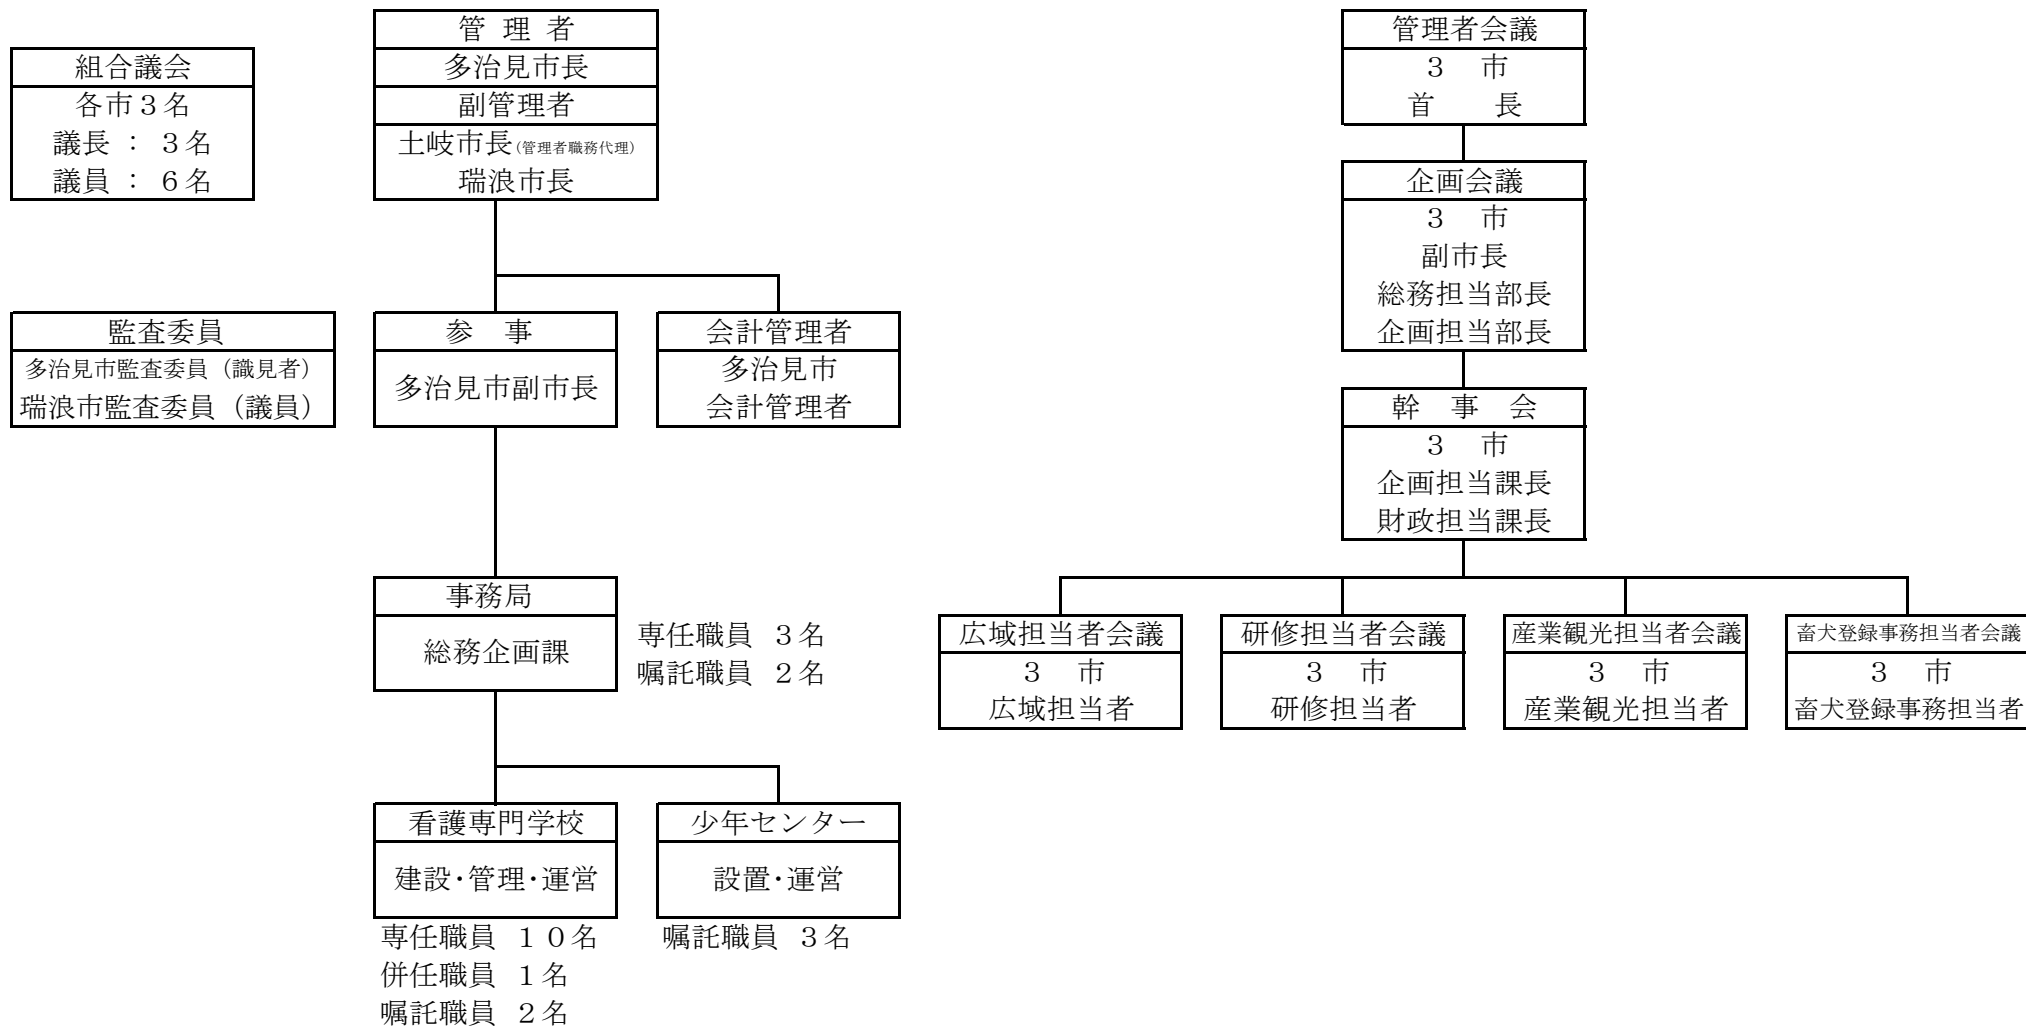 組合議会
各市３名
議長 ： ３名
議員 ： ６名
管 理 者
多治見市長
副管理者
土岐市長(管理者職務代理)
瑞浪市長
監査委員
多治見市監査委員（識見者）
瑞浪市監査委員（議員）
参　事
多治見市副市長
会計管理者
多治見市
会計管理者
事務局
総務企画課
専任職員 ３名
嘱託職員 ２名
看護専門学校
建設･管理･運営
専任職員 １０名
併任職員 １名
嘱託職員 ２名
少年センター
設置･運営
嘱託職員 ３名
管理者会議
３　市
首　　長
企画会議
３　市
副市長
総務担当部長
企画担当部長
幹　事　会
３　市
企画担当課長
財政担当課長
広域担当者会議
３　市
広域担当者
研修担当者会議
３　市
研修担当者
産業観光担当者会議
３　市
産業観光担当者
畜犬登録事務担当者会議
３　市
畜犬登録事務担当者